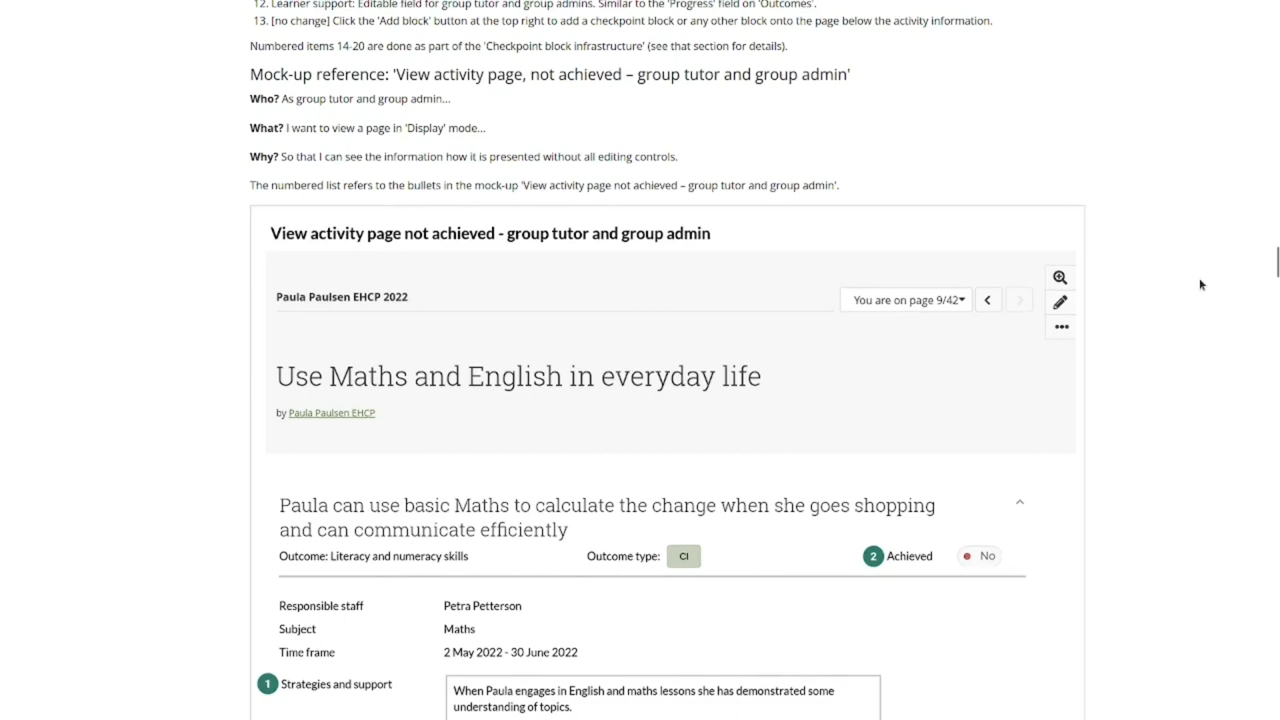 12. Learner support: Editable field for group tutor and group admins. Similar to the 'Progress' field on 'Outcomes'.
13. [no change] Click the 'Add block' button at the top right to add a checkpoint block or any other block onto the page below the activity information.
Numbered items 14-20 are done as part of the 'Checkpoint block infrastructure' (see that section for details).
Mock-up reference: 'View activity page, not achieved – group tutor and group admin'
Who? As group tutor and group admin...
What? I want to view a page in 'Display' mode...
Why? So that I can see the information how it is presented without all editing controls.
The numbered list refers to the bullets in the mock-up 'View activity page not achieved – group tutor and group admin'.
View activity page not achieved - group tutor and group admin
Paula Paulsen EHCP 2022
You are on page 9/42
Use Maths and English in everyday life
by Paula Paulsen EHCP
Paula can use basic Maths to calculate the change when she goes shopping
and can communicate efficiently
Outcome: Literacy and numeracy skills Outcome type: CI 2 Achieved No
Responsible staff Petra Petterson
Subject Maths
Time frame 2 May 2022 - 30 June 2022
1 Strategies and support When Paula engages in English and maths lessons she has demonstrated some
understanding of topics.